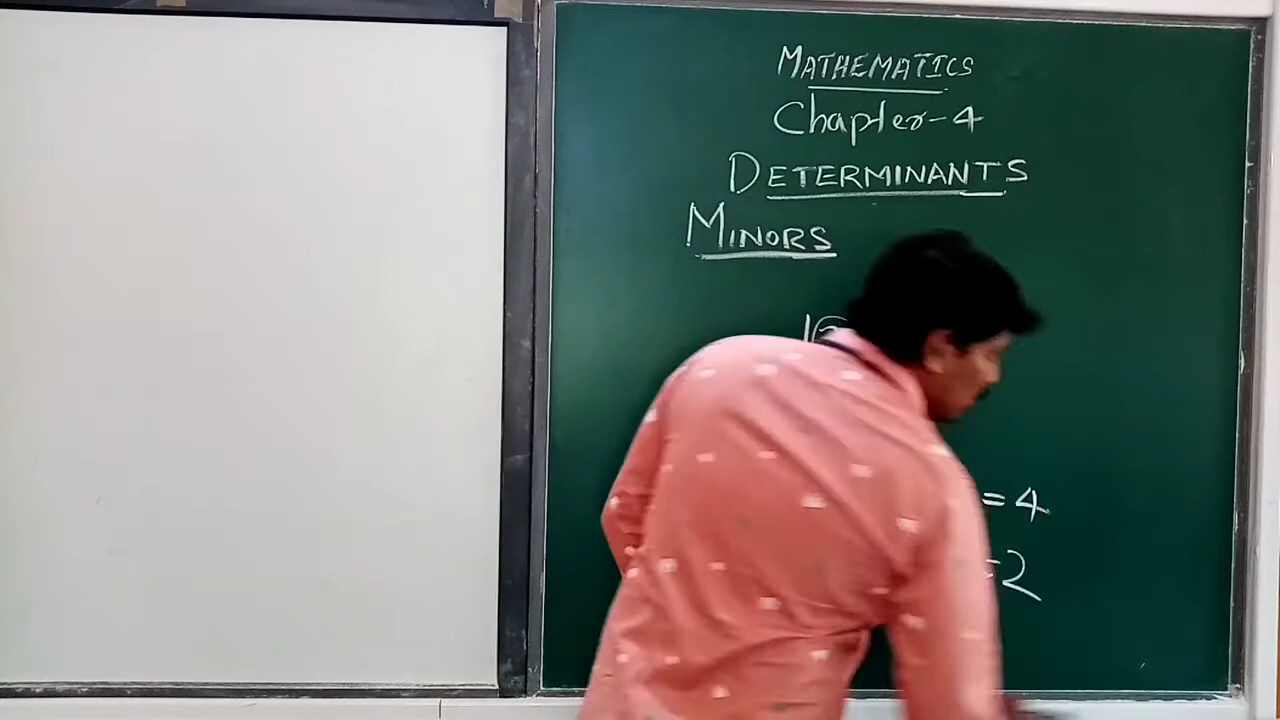 MATHEMATICS
Chapter-4
DETERMINANTS
MINORS
= 4
=2